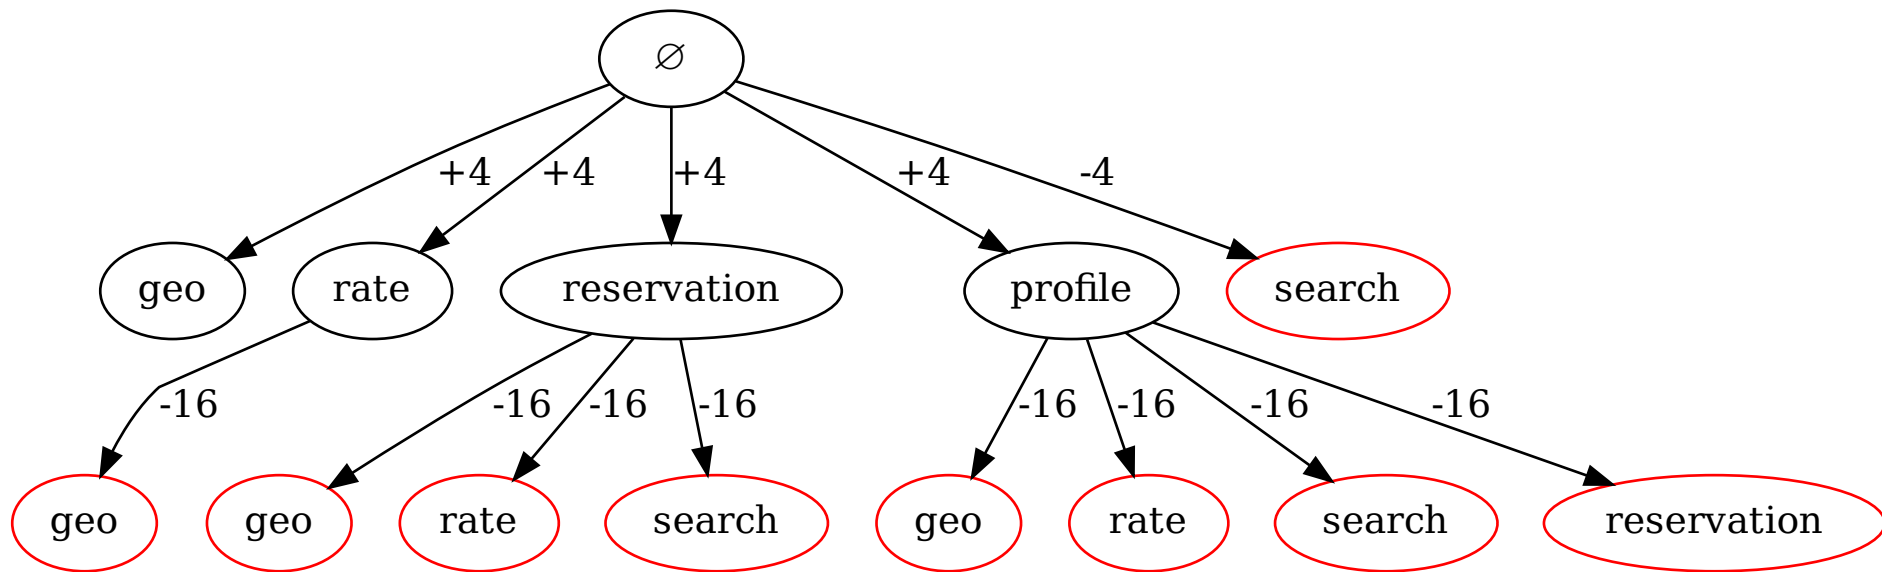 ∅
+4 +4 +4 +4 -4
geo rate reservation profile search
-16 -16 -16 -16 -16 -16 -16 -16
geo geo rate search geo rate search reservation